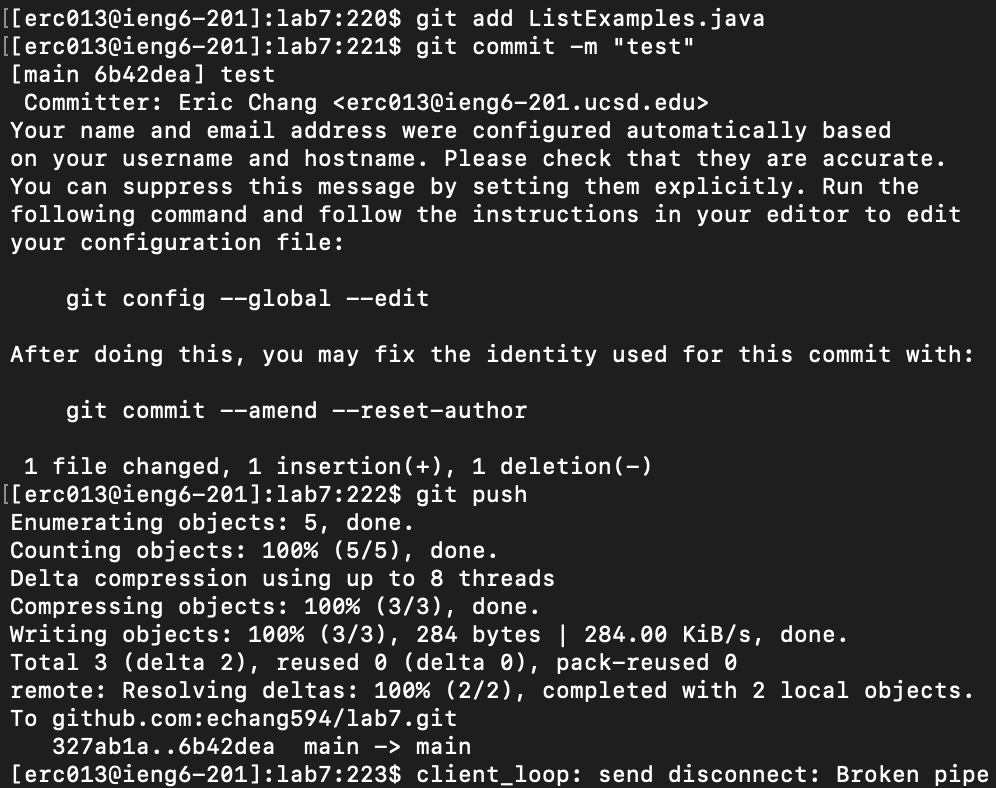 [[erc013@ieng6-201]:lab7:220$ git add ListExamples.java
[[erc013@ieng6-201]:lab7:221$ git commit -m "test"
[main 6b42dea] test
 Committer: Eric Chang <erc013@ieng6-201.ucsd.edu>
Your name and email address were configured automatically based
on your username and hostname. Please check that they are accurate.
You can suppress this message by setting them explicitly. Run the
following command and follow the instructions in your editor to edit
your configuration file:

    git config --global --edit

After doing this, you may fix the identity used for this commit with:

    git commit --amend --reset-author

 1 file changed, 1 insertion(+), 1 deletion(-)
[[erc013@ieng6-201]:lab7:222$ git push
Enumerating objects: 5, done.
Counting objects: 100% (5/5), done.
Delta compression using up to 8 threads
Compressing objects: 100% (3/3), done.
Writing objects: 100% (3/3), 284 bytes | 284.00 KiB/s, done.
Total 3 (delta 2), reused 0 (delta 0), pack-reused 0
remote: Resolving deltas: 100% (2/2), completed with 2 local objects.
To github.com:echang594/lab7.git
   327ab1a..6b42dea  main -> main
[erc013@ieng6-201]:lab7:223$ client_loop: send disconnect: Broken pipe